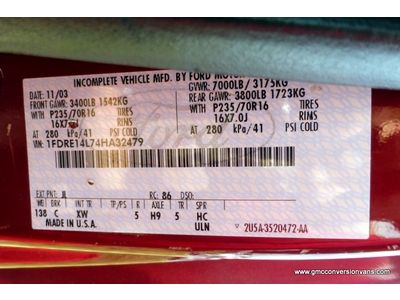 INCOMPLETE VEHICLE MFD. BY FORD MOTOR
DATE: 11/03 GVWR: 7000LB / 3175KG
FRONT GAWR: 3400LB 1542KG REAR GAWR: 3800LB 1723KG
WITH P235/70R16 TIRES WITH P235/70R16 TIRES
16X7.0J RIMS 16X7.0J
AT 280 kPa/41 PSI COLD AT 280 kPa/41 PSI COLD
VIN: 1FDRE14L74HA32479
EXT PNT: JL RC: 86 DSO:
WB BRK INT TR TP/PS R AXLE TR SPR
138 C XW 5 H9 5 HC
MADE IN U.S.A. ULN
2U5A-3520472-AA
www.gmcconversionvans.com